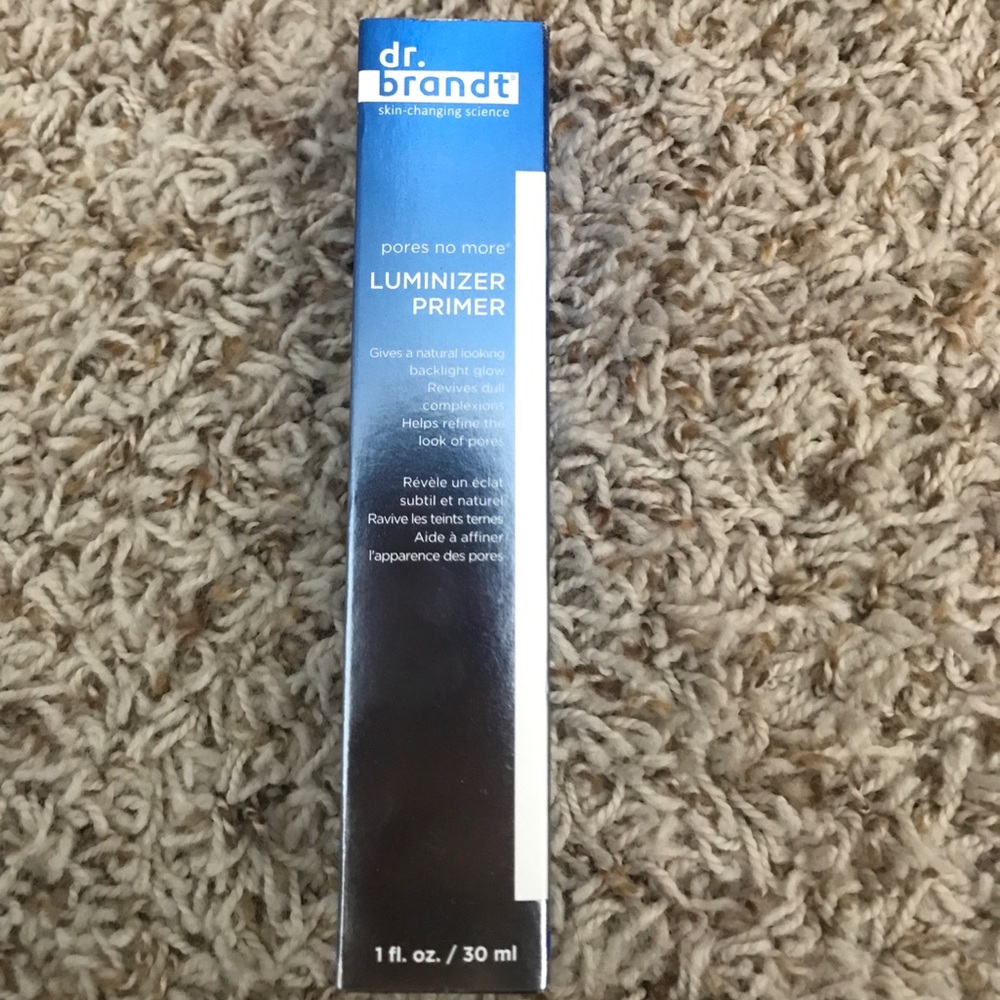 dr.
brandt®
skin-changing science
pores no more®
LUMINIZER
PRIMER
Gives a natural looking
backlight glow
Revives dull
complexions
Helps refine the
look of pores
Révèle un éclat
subtil et naturel
Ravive les teints ternes
Aide à affiner
l'apparence des pores
1 fl. oz. / 30 ml